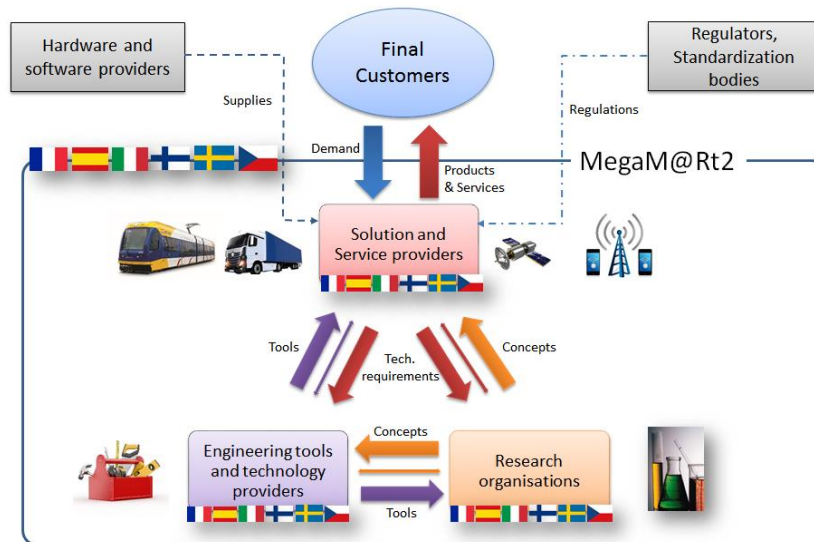 Hardware and
software providers
Final
Customers
Regulators,
Standardization
bodies
Supplies
Regulations
Demand
Products
& Services
MegaM@Rt2
Solution and
Service providers
Tools
Tech.
requirements
Concepts
Concepts
Engineering tools
and technology
providers
Research
organisations
Tools